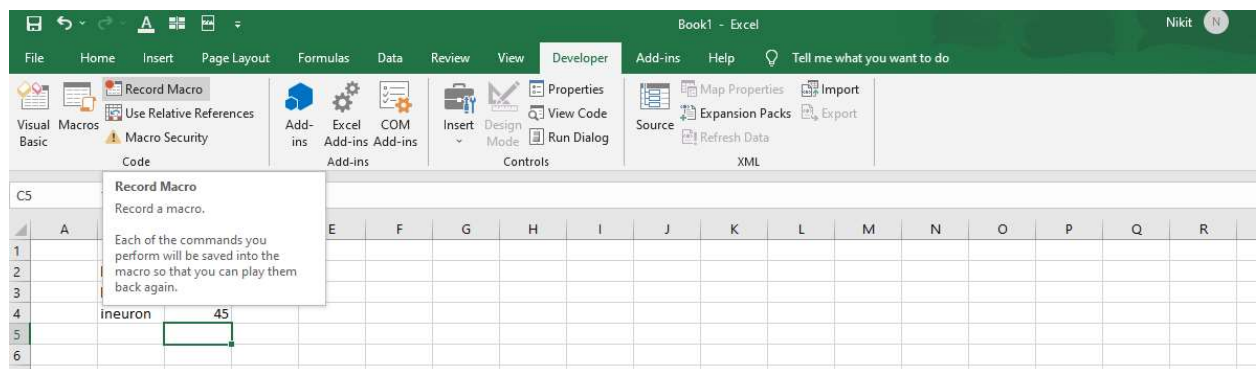 Book1 - Excel
Nikit N
File Home Insert Page Layout Formulas Data Review View Developer Add-ins Help Tell me what you want to do
Visual Basic
Macros
Record Macro
Use Relative References
Macro Security
Code
Add-ins
Excel Add-ins
COM Add-ins
Add-ins
Insert
Design Mode
Properties
View Code
Run Dialog
Controls
Source
Map Properties
Expansion Packs
Refresh Data
Import
Export
XML
C5
Record Macro
Record a macro.
Each of the commands you
perform will be saved into the
macro so that you can play them
back again.
A E F G H I J K L M N O P Q R
1
2
3
4 ineuron 45
5
6